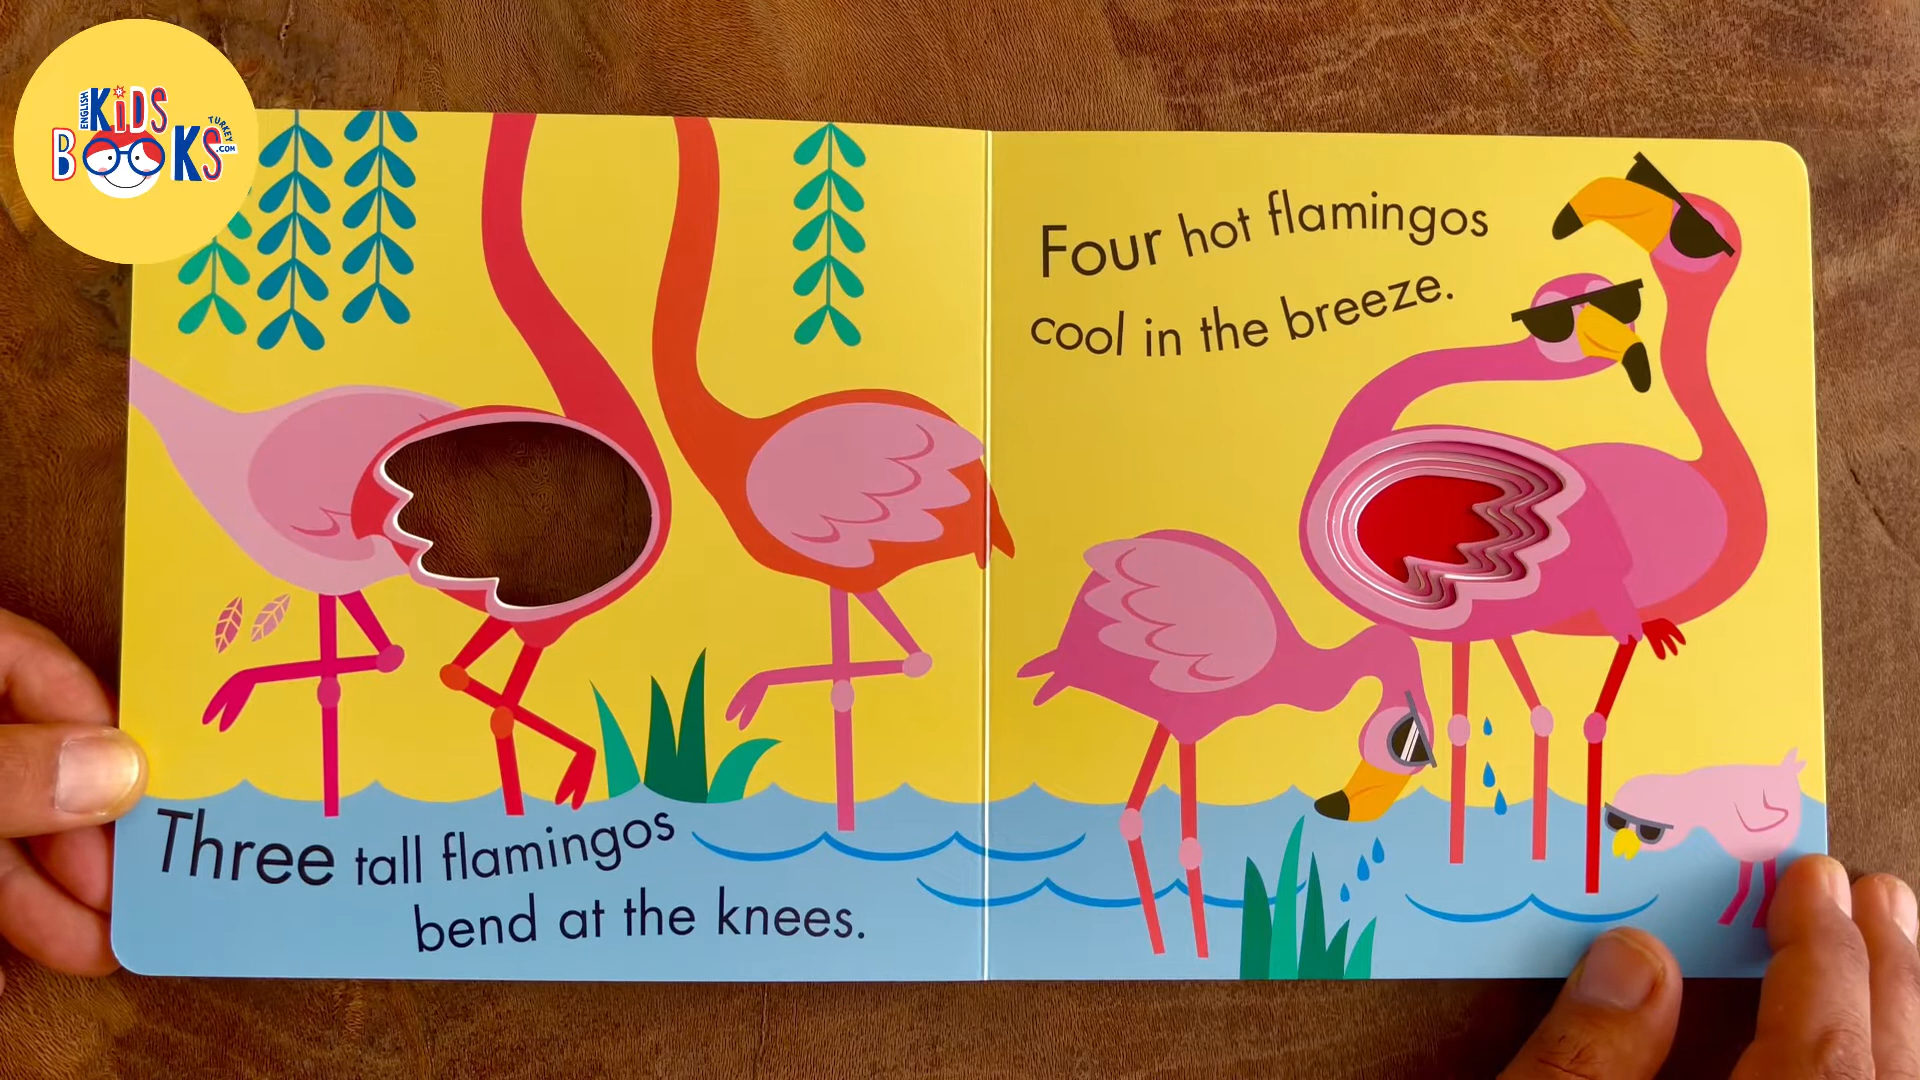 ENGLISH
KiDS
BOOKS
TURKEY
.COM
Three tall flamingos
bend at the knees.
Four hot flamingos
cool in the breeze.